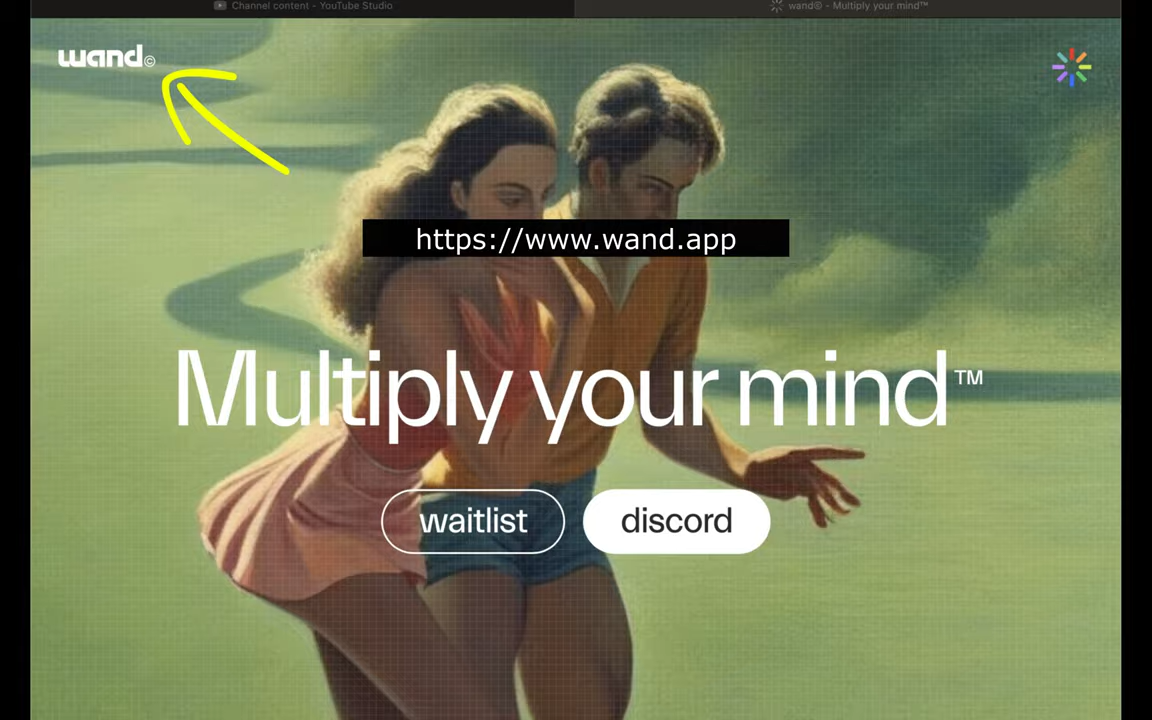 Channel content - YouTube Studio
wand© - Multiply your mind™
wand©
https://www.wand.app
Multiply your mind™
waitlist
discord